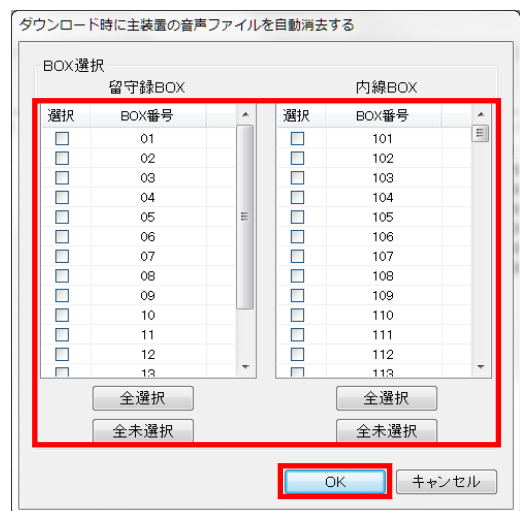 ダウンロード時に主装置の音声ファイルを自動消去する
BOX選択
留守録BOX 内線BOX
選択 BOX番号 選択 BOX番号
01 101
02 102
03 103
04 104
05 105
06 106
07 107
08 108
09 109
10 110
11 111
12 112
13 113
全選択 全選択
全未選択 全未選択
OK キャンセル